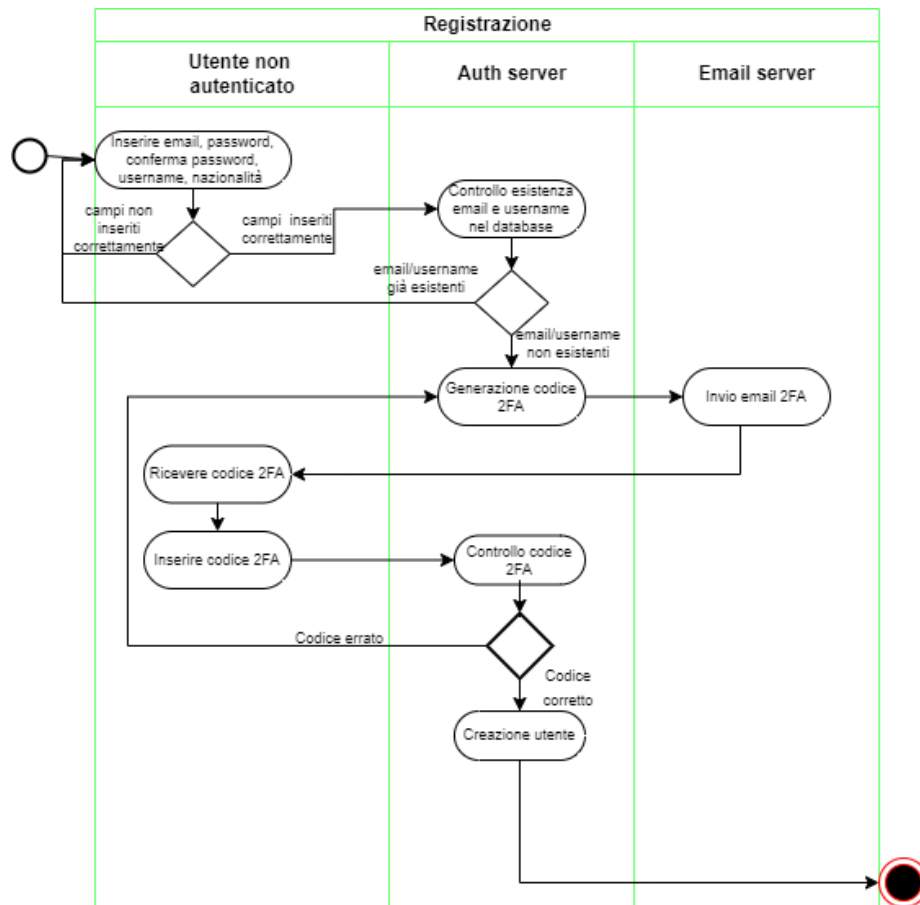 Registrazione
Utente non
autenticato
Auth server
Email server
Inserire email, password,
conferma password,
username, nazionalità
campi non
inseriti
correttamente
campi  inseriti
correttamente
Controllo esistenza
email e username
nel database
email/username
già esistenti
email/username
non esistenti
Generazione codice
2FA
Invio email 2FA
Ricevere codice 2FA
Inserire codice 2FA
Controllo codice
2FA
Codice errato
Codice
corretto
Creazione utente